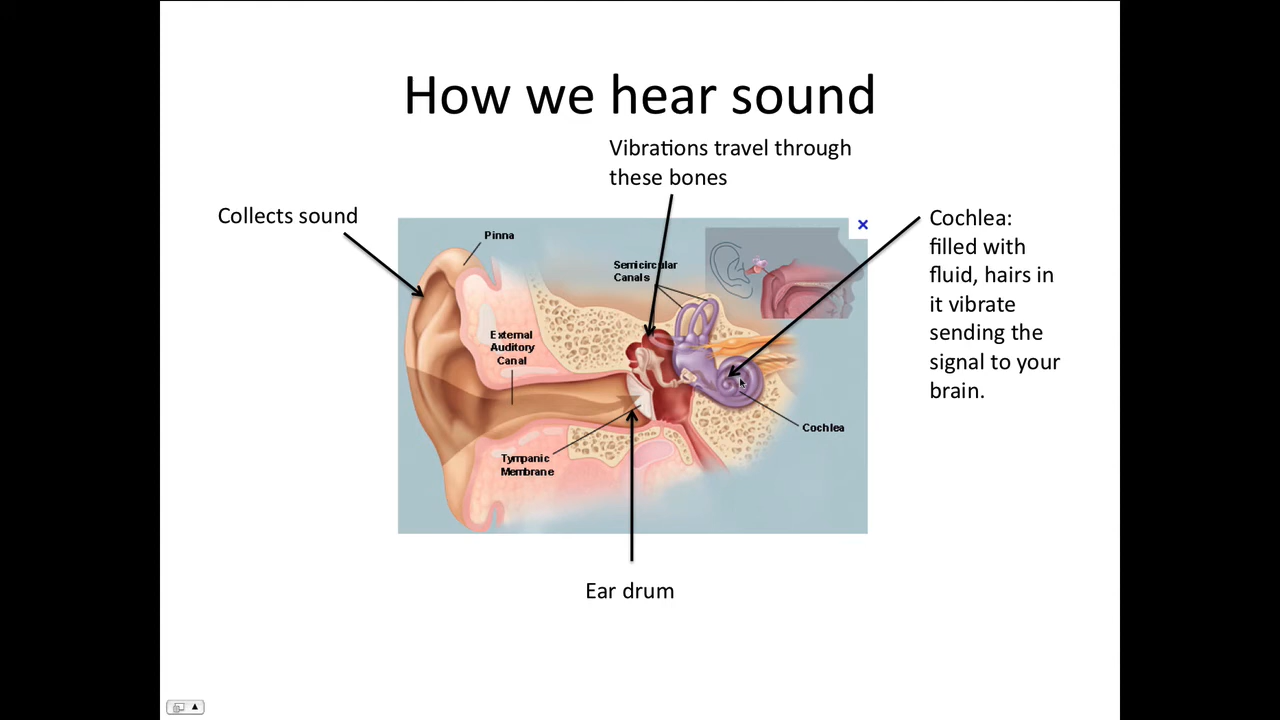 How we hear sound
Vibrations travel through
these bones
Collects sound
Cochlea:
filled with
fluid, hairs in
it vibrate
sending the
signal to your
brain.
Pinna
Semicircular
Canals
External
Auditory
Canal
Cochlea
Tympanic
Membrane
Ear drum